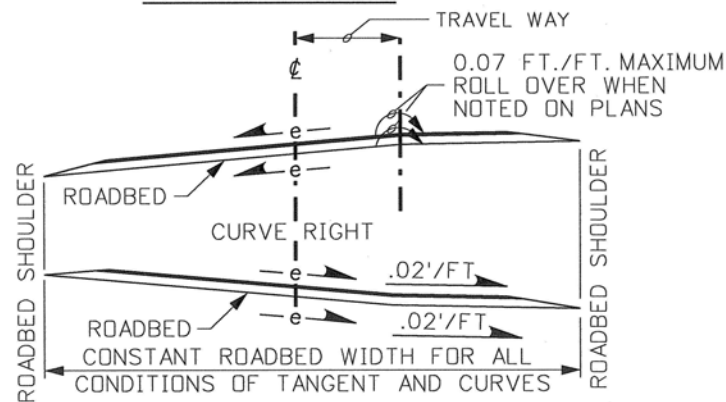 TRAVEL WAY
℄
0.07 FT./FT. MAXIMUM
ROLL OVER WHEN
NOTED ON PLANS
e
e
ROADBED
ROADBED SHOULDER
ROADBED SHOULDER
CURVE RIGHT
e
.02'/FT
ROADBED
e
.02'/FT
CONSTANT ROADBED WIDTH FOR ALL
CONDITIONS OF TANGENT AND CURVES